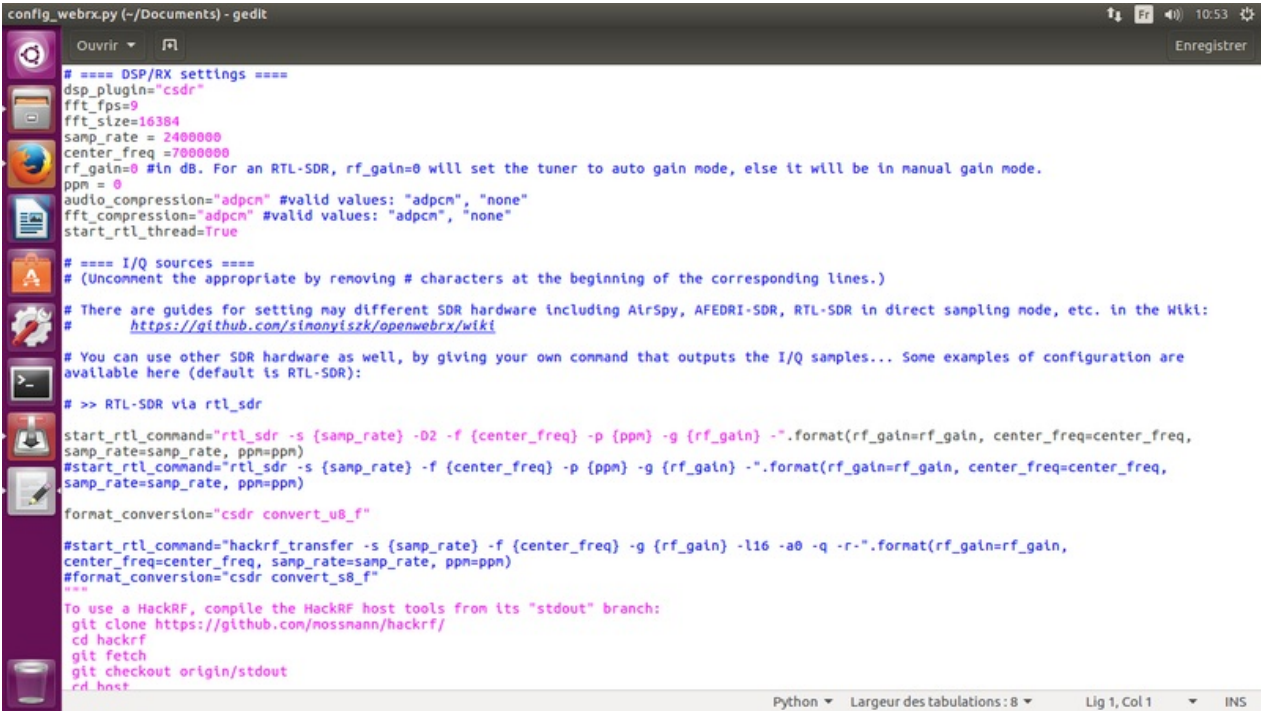 config_webrx.py (~/Documents) - gedit
Fr
10:53
Ouvrir
Enregistrer
# ==== DSP/RX settings ====
dsp_plugin="csdr"
fft_fps=9
fft_size=16384
samp_rate = 2400000
center_freq =7000000
rf_gain=0 #in dB. For an RTL-SDR, rf_gain=0 will set the tuner to auto gain mode, else it will be in manual gain mode.
ppm = 0
audio_compression="adpcm" #valid values: "adpcm", "none"
fft_compression="adpcm" #valid values: "adpcm", "none"
start_rtl_thread=True
# ==== I/Q sources ====
# (Uncomment the appropriate by removing # characters at the beginning of the corresponding lines.)
# There are guides for setting may different SDR hardware including AirSpy, AFEDRI-SDR, RTL-SDR in direct sampling mode, etc. in the Wiki:
#        https://github.com/simonyiszk/openwebrx/wiki
# You can use other SDR hardware as well, by giving your own command that outputs the I/Q samples... Some examples of configuration are
available here (default is RTL-SDR):
# >> RTL-SDR via rtl_sdr
start_rtl_command="rtl_sdr -s {samp_rate} -D2 -f {center_freq} -p {ppm} -g {rf_gain} -".format(rf_gain=rf_gain, center_freq=center_freq,
samp_rate=samp_rate, ppm=ppm)
#start_rtl_command="rtl_sdr -s {samp_rate} -f {center_freq} -p {ppm} -g {rf_gain} -".format(rf_gain=rf_gain, center_freq=center_freq,
samp_rate=samp_rate, ppm=ppm)
format_conversion="csdr convert_u8_f"
#start_rtl_command="hackrf_transfer -s {samp_rate} -f {center_freq} -g {rf_gain} -l16 -a0 -q -r-".format(rf_gain=rf_gain,
center_freq=center_freq, samp_rate=samp_rate, ppm=ppm)
#format_conversion="csdr convert_s8_f"
"""
To use a HackRF, compile the HackRF host tools from its "stdout" branch:
 git clone https://github.com/mossmann/hackrf/
 cd hackrf
 git fetch
 git checkout origin/stdout
 cd host
Python
Largeur des tabulations : 8
Lig 1, Col 1
INS